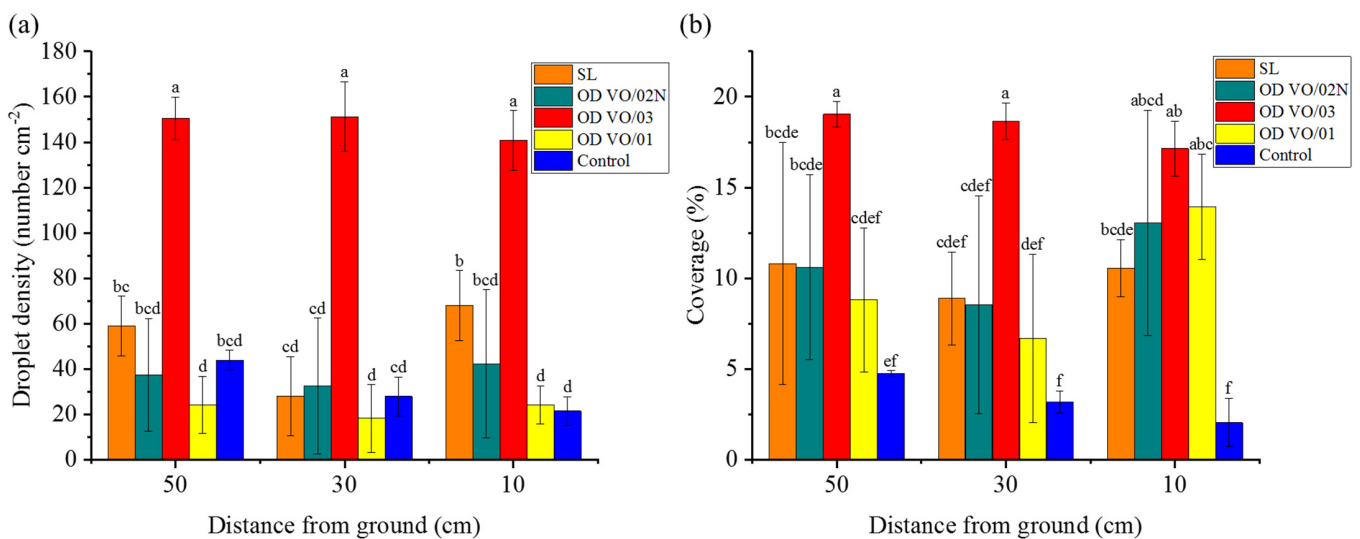 (a)
180
160
140
120
100
80
60
40
20
0
Droplet density (number cm-2)
bc
bcd
a
d
bcd
cd
cd
a
d
cd
b
bcd
a
d
d
SL
OD VO/02N
OD VO/03
OD VO/01
Control
50
30
10
Distance from ground (cm)
(b)
20
15
10
5
0
Coverage (%)
bcde
bcde
a
cdef
ef
cdef
cdef
a
def
f
bcde
abcd
ab
abc
f
SL
OD VO/02N
OD VO/03
OD VO/01
Control
50
30
10
Distance from ground (cm)